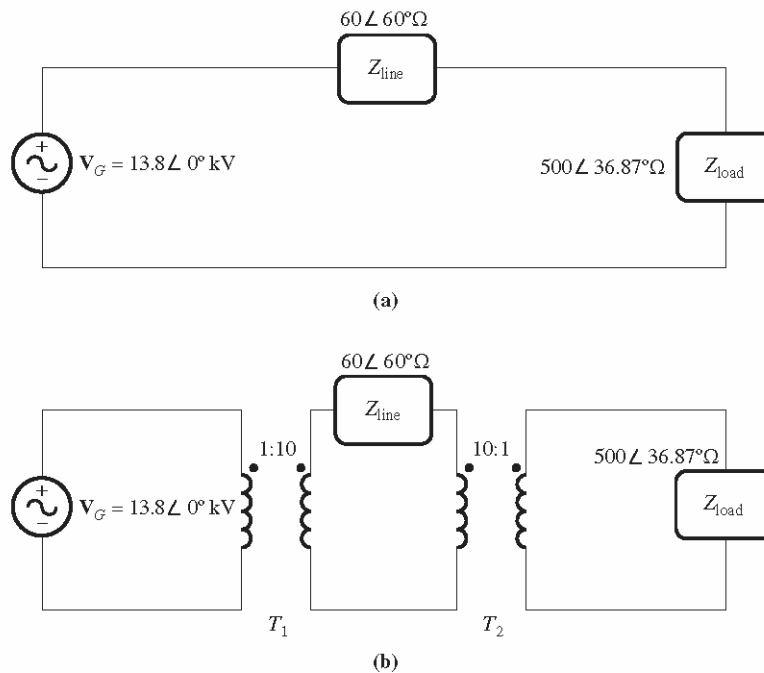 60∠60°Ω
Z_line
V_G = 13.8∠0° kV
500∠36.87°Ω
Z_load
(a)
60∠60°Ω
Z_line
1:10
10:1
500∠36.87°Ω
V_G = 13.8∠0° kV
Z_load
T_1
T_2
(b)